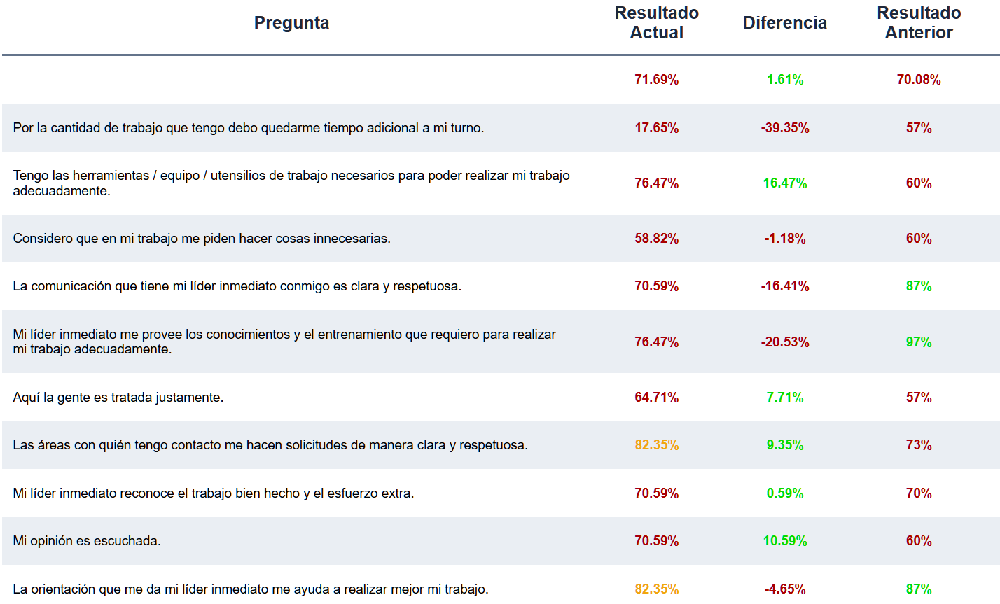 Pregunta Resultado Actual Diferencia Resultado Anterior
71.69% 1.61% 70.08%
Por la cantidad de trabajo que tengo debo quedarme tiempo adicional a mi turno. 17.65% -39.35% 57%
Tengo las herramientas / equipo / utensilios de trabajo necesarios para poder realizar mi trabajo
adecuadamente. 76.47% 16.47% 60%
Considero que en mi trabajo me piden hacer cosas innecesarias. 58.82% -1.18% 60%
La comunicación que tiene mi líder inmediato conmigo es clara y respetuosa. 70.59% -16.41% 87%
Mi líder inmediato me provee los conocimientos y el entrenamiento que requiero para realizar
mi trabajo adecuadamente. 76.47% -20.53% 97%
Aquí la gente es tratada justamente. 64.71% 7.71% 57%
Las áreas con quién tengo contacto me hacen solicitudes de manera clara y respetuosa. 82.35% 9.35% 73%
Mi líder inmediato reconoce el trabajo bien hecho y el esfuerzo extra. 70.59% 0.59% 70%
Mi opinión es escuchada. 70.59% 10.59% 60%
La orientación que me da mi líder inmediato me ayuda a realizar mejor mi trabajo. 82.35% -4.65% 87%